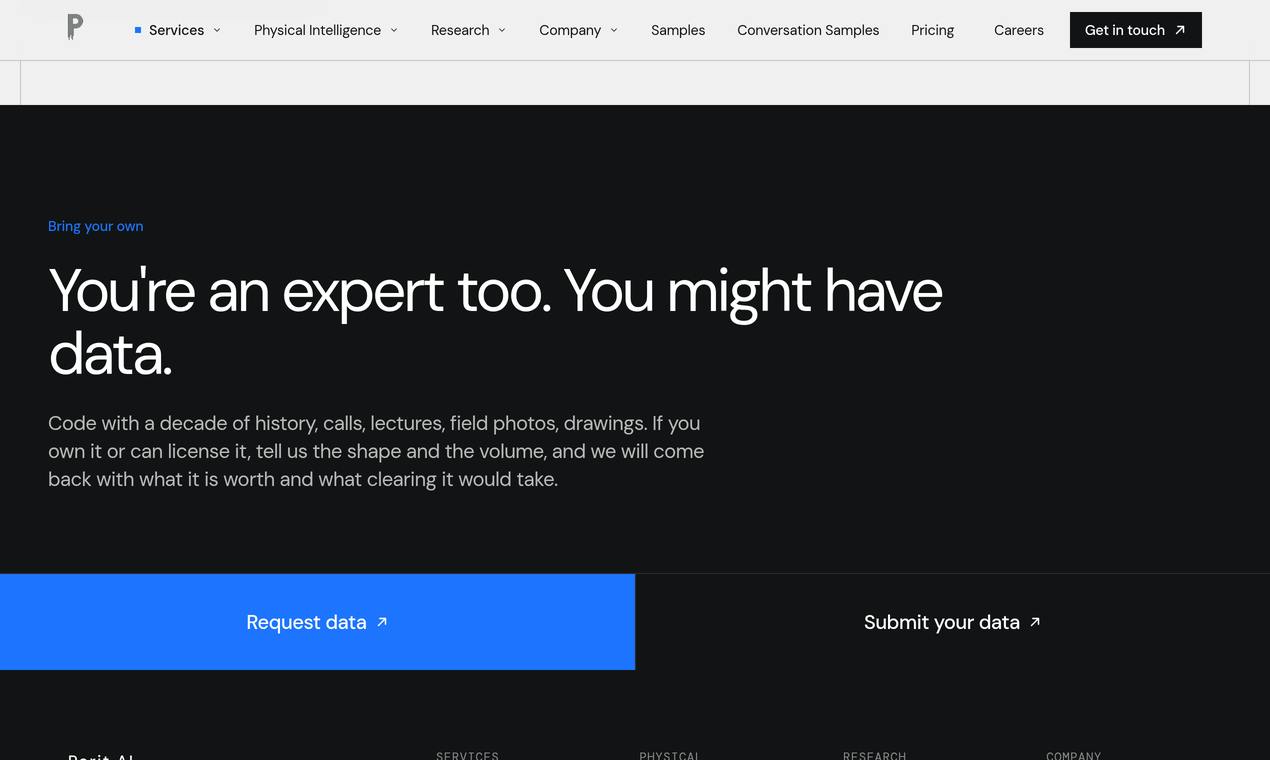 P
Services
Physical Intelligence
Research
Company
Samples
Conversation Samples
Pricing
Careers
Get in touch
Bring your own
You're an expert too. You might have
data.
Code with a decade of history, calls, lectures, field photos, drawings. If you
own it or can license it, tell us the shape and the volume, and we will come
back with what it is worth and what clearing it would take.
Request data
Submit your data
SERVICES
PHYSICAL
RESEARCH
COMPANY